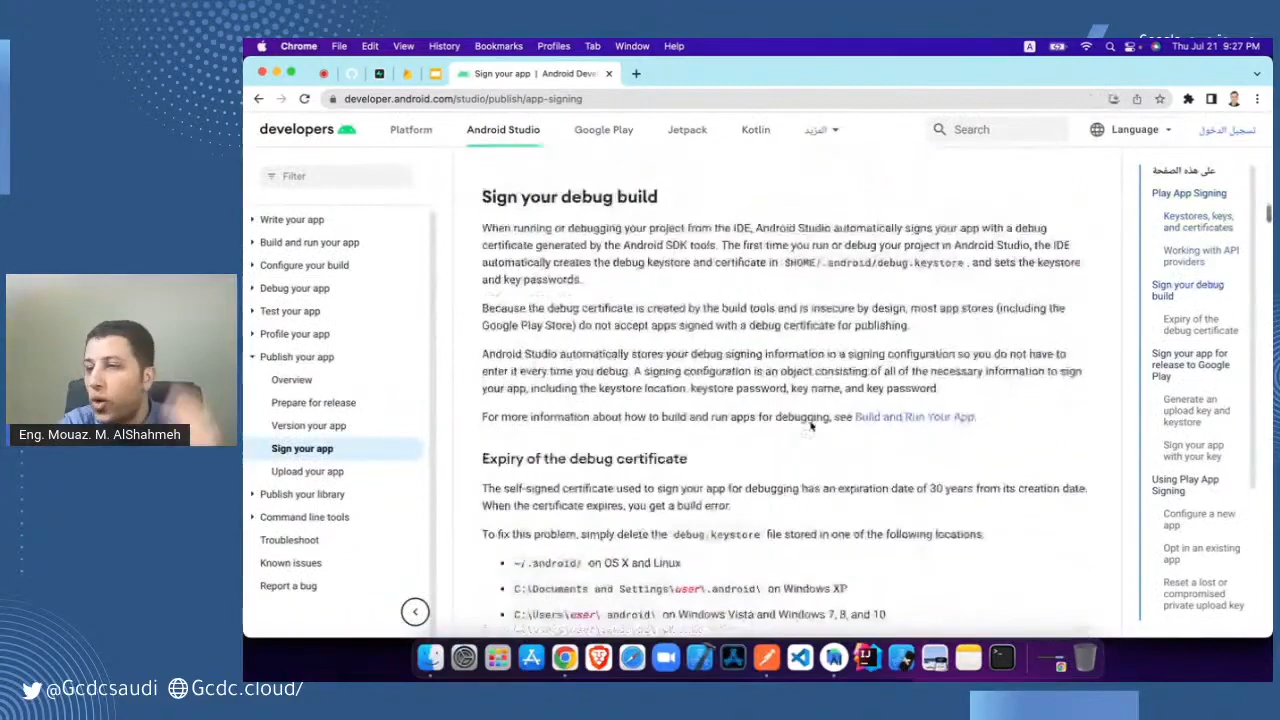 Chrome File Edit View History Bookmarks Profiles Tab Window Help
A
Thu Jul 21 9:27 PM
Sign your app | Android Deve
developer.android.com/studio/publish/app-signing
developers
Platform
Android Studio
Google Play
Jetpack
Kotlin
المزيد
Search
Language
تسجيل الدخول
Filter
Write your app
Build and run your app
Configure your build
Debug your app
Test your app
Profile your app
Publish your app
Overview
Prepare for release
Version your app
Sign your app
Upload your app
Publish your library
Command line tools
Troubleshoot
Known issues
Report a bug
Sign your debug build
When running or debugging your project from the IDE, Android Studio automatically signs your app with a debug
certificate generated by the Android SDK tools. The first time you run or debug your project in Android Studio, the IDE
automatically creates the debug keystore and certificate in $HOME/.android/debug.keystore, and sets the keystore
and key passwords.
Because the debug certificate is created by the build tools and is insecure by design, most app stores (including the
Google Play Store) do not accept apps signed with a debug certificate for publishing.
Android Studio automatically stores your debug signing information in a signing configuration so you do not have to
enter it every time you debug. A signing configuration is an object consisting of all of the necessary information to sign
your app, including the keystore location, keystore password, key name, and key password.
For more information about how to build and run apps for debugging, see Build and Run Your App.
Expiry of the debug certificate
The self-signed certificate used to sign your app for debugging has an expiration date of 30 years from its creation date.
When the certificate expires, you get a build error.
To fix this problem, simply delete the debug.keystore file stored in one of the following locations:
• ~/.android/ on OS X and Linux
• C:\Documents and Settings\user\.android\ on Windows XP
• C:\Users\user\.android\ on Windows Vista and Windows 7, 8, and 10
على هذه الصفحة
Play App Signing
Keystores, keys,
and certificates
Working with API
providers
Sign your debug
build
Expiry of the
debug certificate
Sign your app for
release to Google
Play
Generate an
upload key and
keystore
Sign your app
with your key
Using Play App
Signing
Configure a new
app
Opt in an existing
app
Reset a lost or
compromised
private upload key
Eng. Mouaz. M. AlShahmeh
@Gcdcsaudi
Gcdc.cloud/